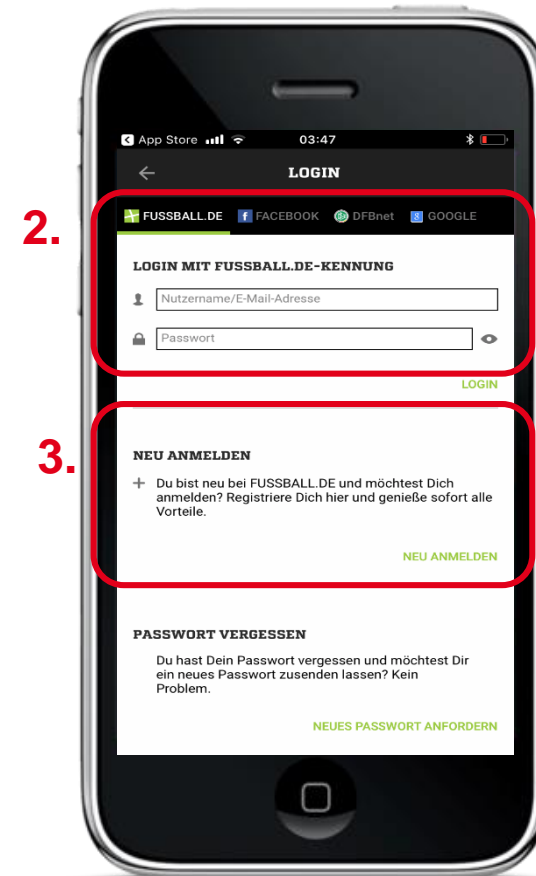 App Store 03:47
LOGIN
2.
FUSSBALL.DE FACEBOOK DFBnet GOOGLE
LOGIN MIT FUSSBALL.DE-KENNUNG
Nutzername/E-Mail-Adresse
Passwort
LOGIN
3.
NEU ANMELDEN
Du bist neu bei FUSSBALL.DE und möchtest Dich
anmelden? Registriere Dich hier und genieße sofort alle
Vorteile.
NEU ANMELDEN
PASSWORT VERGESSEN
Du hast Dein Passwort vergessen und möchtest Dir
ein neues Passwort zusenden lassen? Kein
Problem.
NEUES PASSWORT ANFORDERN